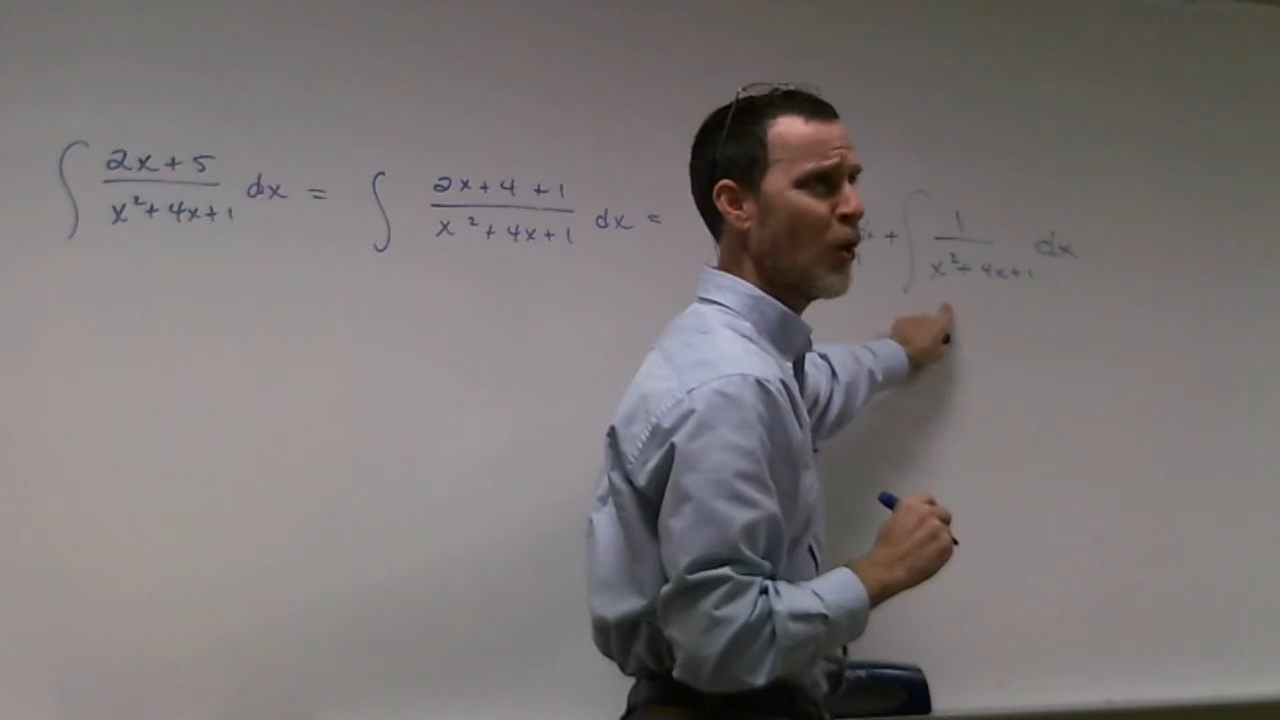 ∫ 2x+5 / x²+4x+1 dx = ∫ 2x+4+1 / x²+4x+1 dx = + ∫ 1 / x²+4x+1 dx